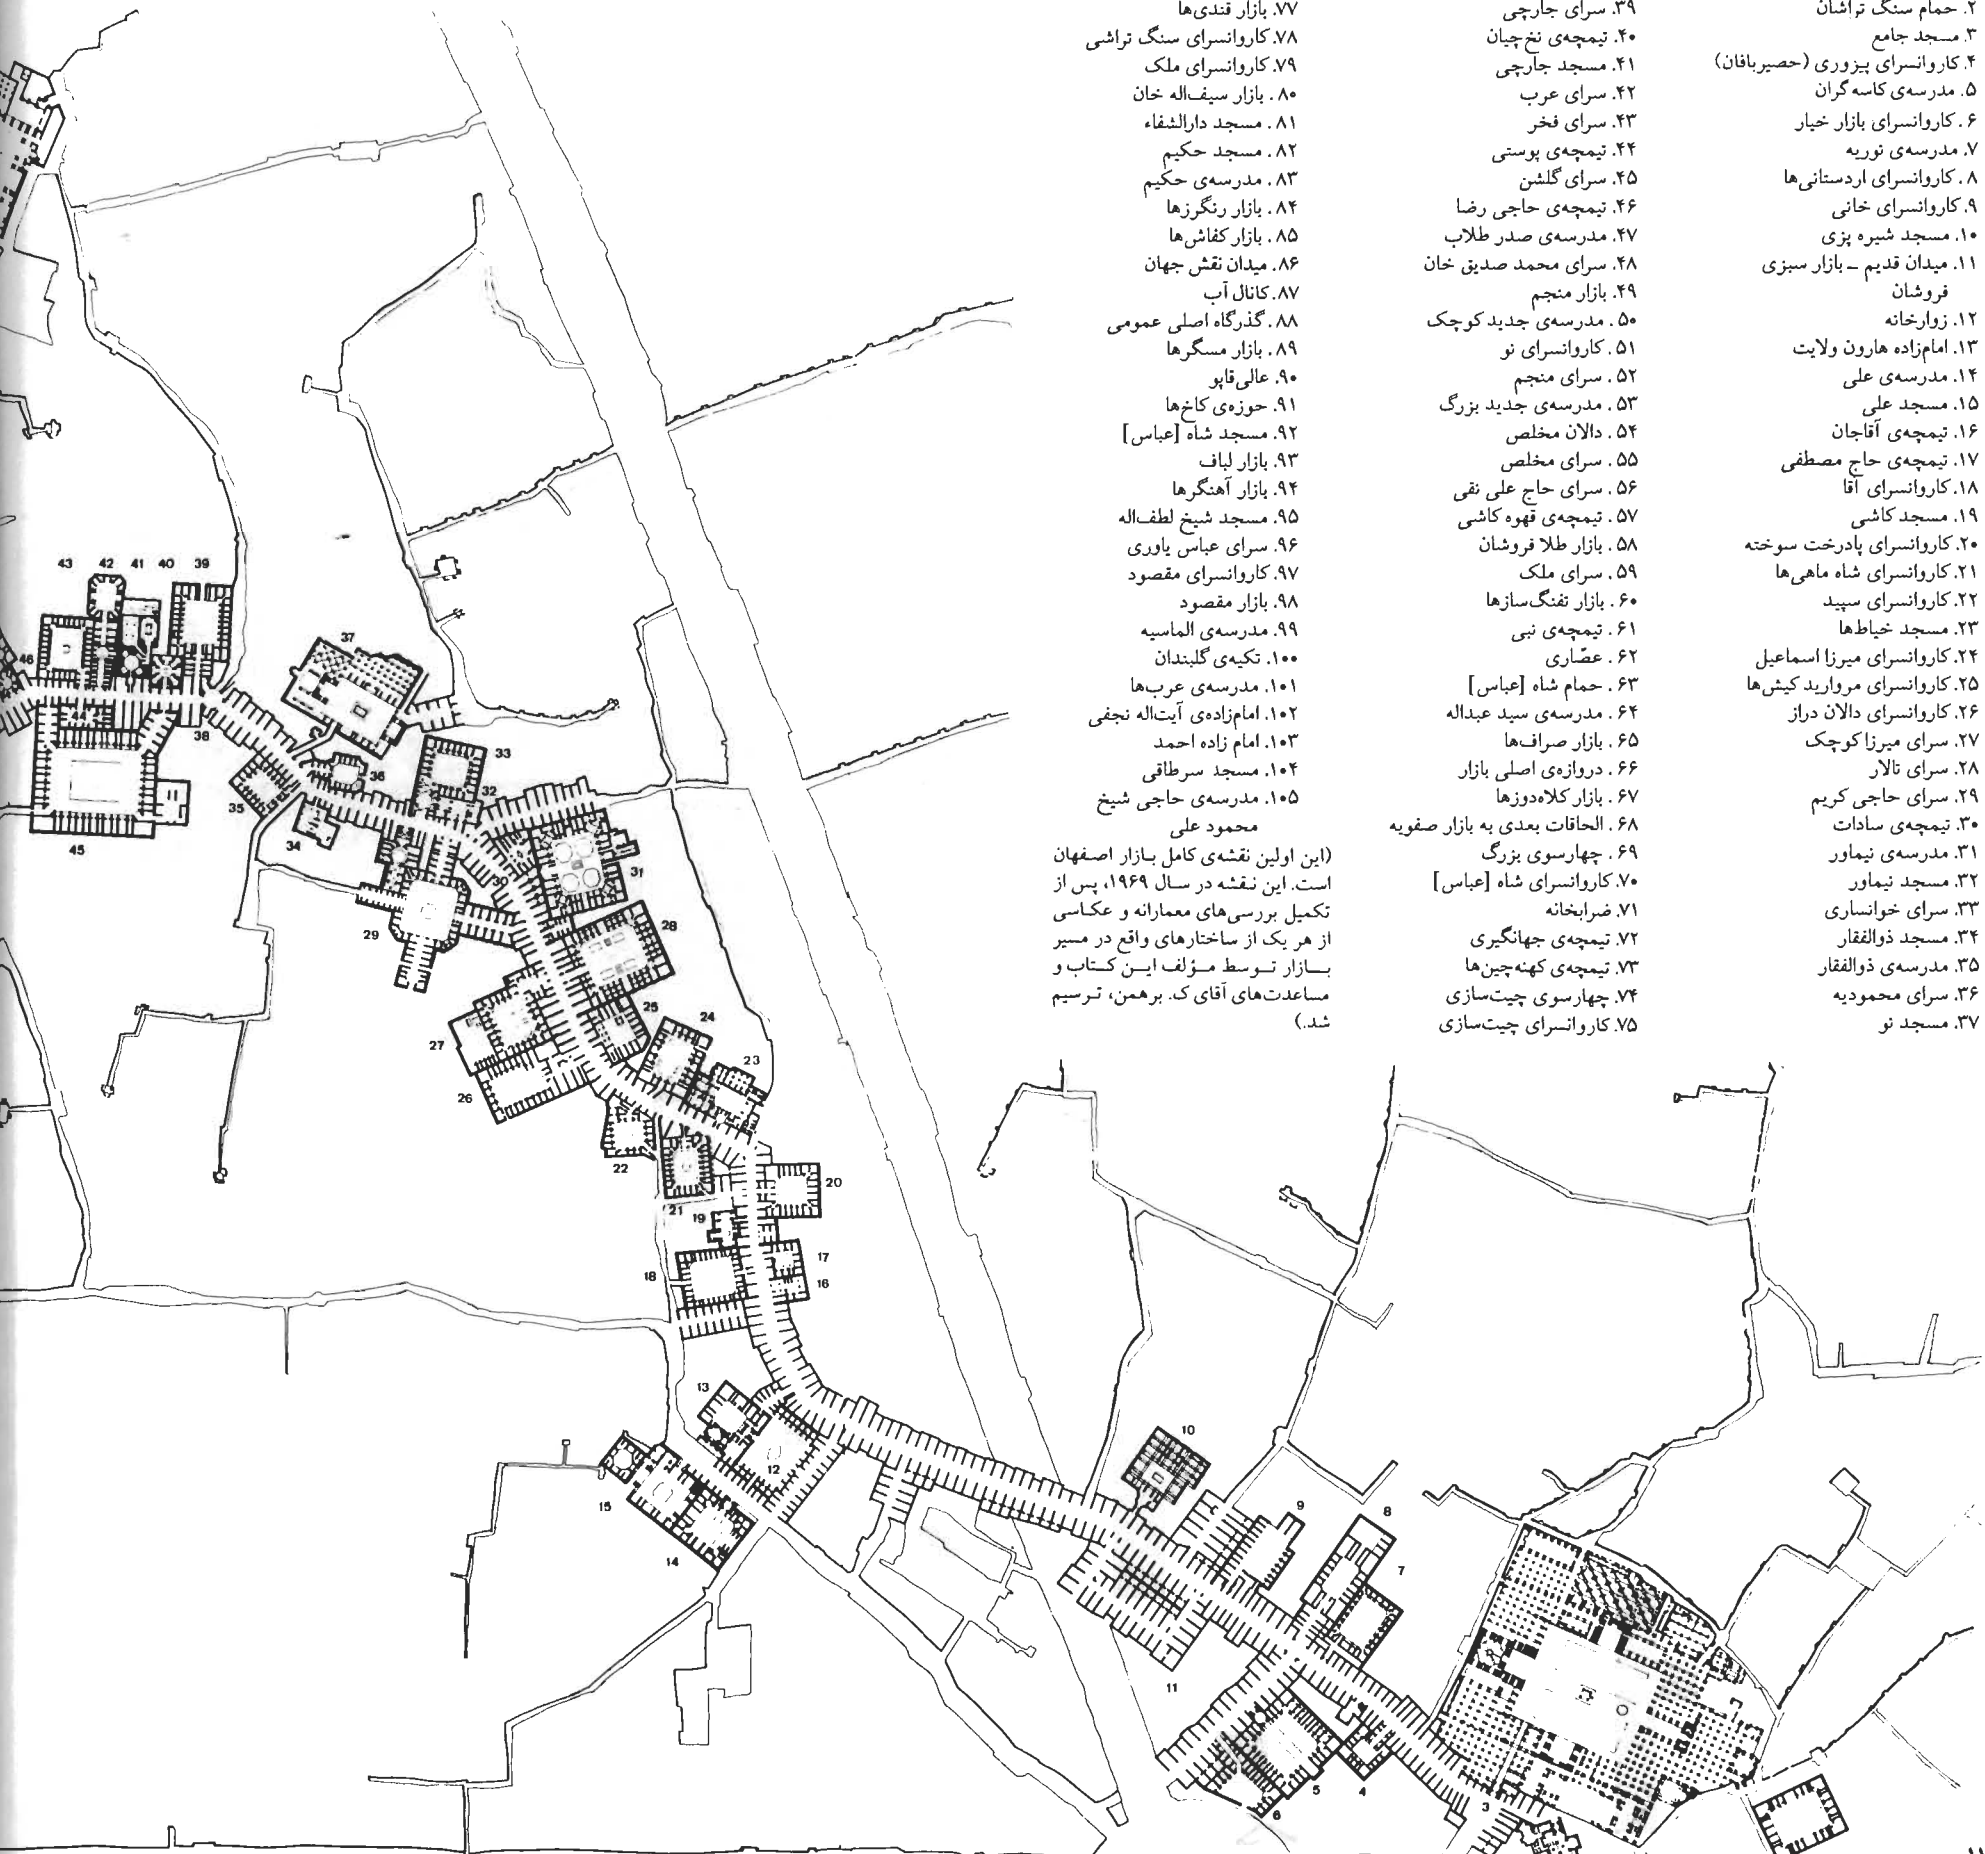 ۲. حمام سنگ تراشان
۳. مسجد جامع
۴. کاروانسرای پیزوری (حصیربافان)
۵. مدرسه‌ی کاسه گران
۶. کاروانسرای بازار خیار
۷. مدرسه‌ی نوریه
۸. کاروانسرای اردستانی‌ها
۹. کاروانسرای خانی
۱۰. مسجد شیره پزی
۱۱. میدان قدیم ـ بازار سبزی
فروشان
۱۲. زوارخانه
۱۳. امام‌زاده هارون ولایت
۱۴. مدرسه‌ی علی
۱۵. مسجد علی
۱۶. تیمچه‌ی آقاجان
۱۷. تیمچه‌ی حاج مصطفی
۱۸. کاروانسرای آقا
۱۹. مسجد کاشی
۲۰. کاروانسرای پادرخت سوخته
۲۱. کاروانسرای شاه ماهی‌ها
۲۲. کاروانسرای سپید
۲۳. مسجد خیاط‌ها
۲۴. کاروانسرای میرزا اسماعیل
۲۵. کاروانسرای مروارید کیش‌ها
۲۶. کاروانسرای دالان دراز
۲۷. سرای میرزا کوچک
۲۸. سرای تالار
۲۹. سرای حاجی کریم
۳۰. تیمچه‌ی سادات
۳۱. مدرسه‌ی نیماور
۳۲. مسجد نیماور
۳۳. سرای خوانساری
۳۴. مسجد ذوالفقار
۳۵. مدرسه‌ی ذوالفقار
۳۶. سرای محمودیه
۳۷. مسجد نو
۳۹. سرای جارچی
۴۰. تیمچه‌ی نخ‌چیان
۴۱. مسجد جارچی
۴۲. سرای عرب
۴۳. سرای فخر
۴۴. تیمچه‌ی پوستی
۴۵. سرای گلشن
۴۶. تیمچه‌ی حاجی رضا
۴۷. مدرسه‌ی صدر طلاب
۴۸. سرای محمد صدیق خان
۴۹. بازار منجم
۵۰. مدرسه‌ی جدید کوچک
۵۱. کاروانسرای نو
۵۲. سرای منجم
۵۳. مدرسه‌ی جدید بزرگ
۵۴. دالان مخلص
۵۵. سرای مخلص
۵۶. سرای حاج علی نقی
۵۷. تیمچه‌ی قهوه کاشی
۵۸. بازار طلا فروشان
۵۹. سرای ملک
۶۰. بازار تفنگ‌سازها
۶۱. تیمچه‌ی نبی
۶۲. عصّاری
۶۳. حمام شاه [عباس]
۶۴. مدرسه‌ی سید عبداله
۶۵. بازار صراف‌ها
۶۶. دروازه‌ی اصلی بازار
۶۷. بازار کلاه‌دوزها
۶۸. الحاقات بعدی به بازار صفویه
۶۹. چهارسوی بزرگ
۷۰. کاروانسرای شاه [عباس]
۷۱. ضرابخانه
۷۲. تیمچه‌ی جهانگیری
۷۳. تیمچه‌ی کهنه‌چین‌ها
۷۴. چهارسوی چیت‌سازی
۷۵. کاروانسرای چیت‌سازی
۷۷. بازار قندی‌ها
۷۸. کاروانسرای سنگ تراشی
۷۹. کاروانسرای ملک
۸۰. بازار سیف‌اله خان
۸۱. مسجد دارالشفاء
۸۲. مسجد حکیم
۸۳. مدرسه‌ی حکیم
۸۴. بازار رنگرزها
۸۵. بازار کفاش‌ها
۸۶. میدان نقش جهان
۸۷. کانال آب
۸۸. گذرگاه اصلی عمومی
۸۹. بازار مسگرها
۹۰. عالی‌قاپو
۹۱. حوزه‌ی کاخ‌ها
۹۲. مسجد شاه [عباس]
۹۳. بازار لباف
۹۴. بازار آهنگرها
۹۵. مسجد شیخ لطف‌اله
۹۶. سرای عباس یاوری
۹۷. کاروانسرای مقصود
۹۸. بازار مقصود
۹۹. مدرسه‌ی الماسیه
۱۰۰. تکیه‌ی گلبندان
۱۰۱. مدرسه‌ی عرب‌ها
۱۰۲. امام‌زاده‌ی آیت‌اله نجفی
۱۰۳. امام زاده احمد
۱۰۴. مسجد سرطاقی
۱۰۵. مدرسه‌ی حاجی شیخ
محمود علی
(این اولین نقشه‌ی کامل بازار اصفهان
است. این نقشه در سال ۱۹۶۹، پس از
تکمیل بررسی‌های معمارانه و عکاسی
از هر یک از ساختارهای واقع در مسیر
بازار توسط مؤلف این کتاب و
مساعدت‌های آقای ک. برهمن، ترسیم
شد.)
43 42 41 40 39
37
46
44
38
33
36
32
35
34
45
31
30
28
29
25
24
27
23
26
22
20
21
19
17
18
16
13
10
12
15
9
8
14
7
11
5
4
3
6